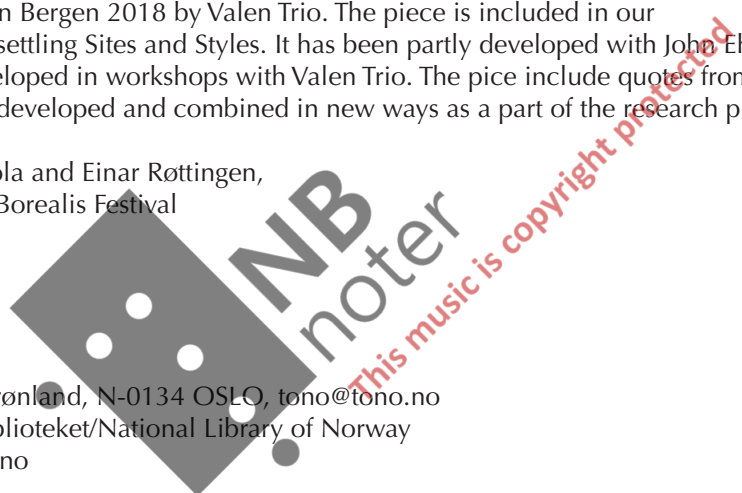 n Bergen 2018 by Valen Trio. The piece is included in our
settling Sites and Styles. It has been partly developed with John Eh
eloped in workshops with Valen Trio. The pice include quotes from
developed and combined in new ways as a part of the research p
ola and Einar Røttingen,
Borealis Festival
NB
noter
This music is copyright protected
rønland, N-0134 OSLO, tono@tono.no
blioteket/National Library of Norway
no